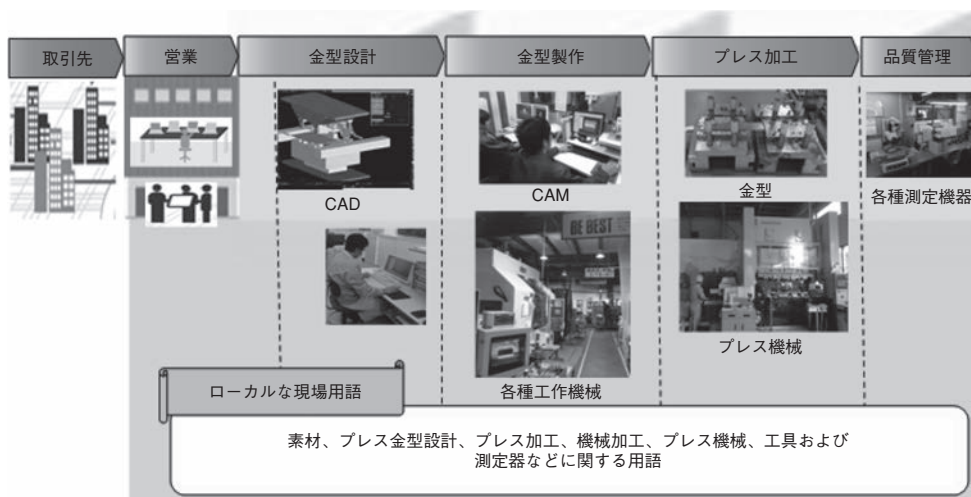 取引先
営業
金型設計
金型製作
プレス加工
品質管理
CAD
CAM
金型
各種測定機器
BE BEST
プレス機械
各種工作機械
ローカルな現場用語
素材、プレス金型設計、プレス加工、機械加工、プレス機械、工具および
測定器などに関する用語